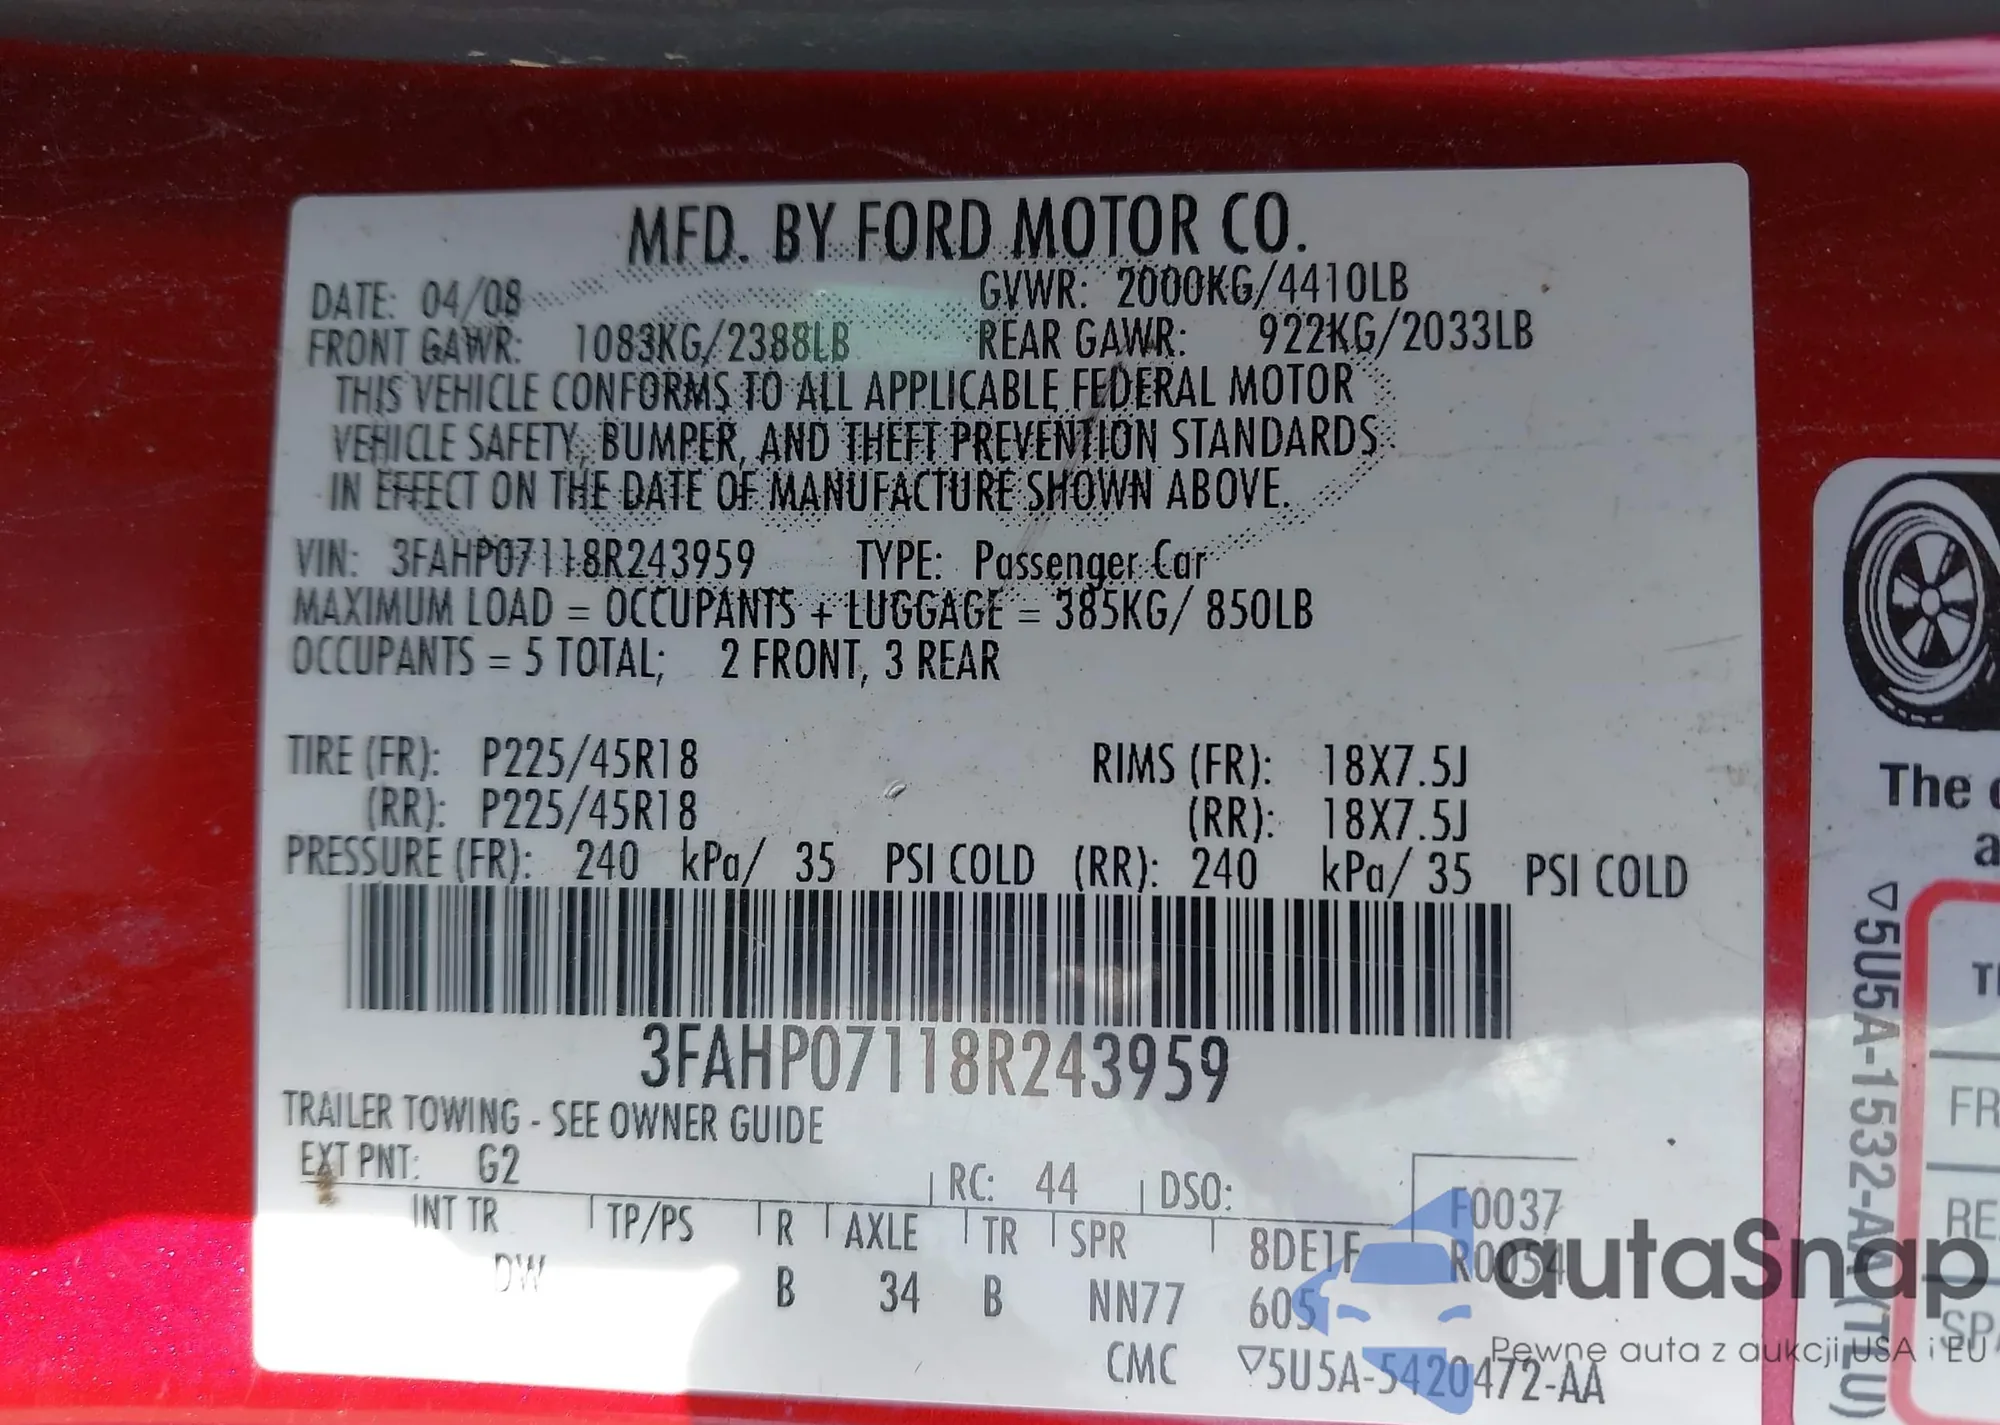 MFD. BY FORD MOTOR CO.
DATE: 04/08 GVWR: 2000KG/4410LB
FRONT GAWR: 1083KG/2388LB REAR GAWR: 922KG/2033LB
THIS VEHICLE CONFORMS TO ALL APPLICABLE FEDERAL MOTOR
VEHICLE SAFETY, BUMPER, AND THEFT PREVENTION STANDARDS
IN EFFECT ON THE DATE OF MANUFACTURE SHOWN ABOVE.
VIN: 3FAHP07118R243959 TYPE: Passenger Car
MAXIMUM LOAD = OCCUPANTS + LUGGAGE = 385KG/ 850LB
OCCUPANTS = 5 TOTAL; 2 FRONT, 3 REAR
TIRE (FR): P225/45R18 RIMS (FR): 18X7.5J
(RR): P225/45R18 (RR): 18X7.5J
PRESSURE (FR): 240 kPa/ 35 PSI COLD (RR): 240 kPa/ 35 PSI COLD
3FAHP07118R243959
TRAILER TOWING - SEE OWNER GUIDE
EXT PNT: G2 RC: 44 DSO: F0037
INT TR TP/PS R AXLE TR SPR 8DE1F R0054
DW B 34 B NN77 605
CMC ▽5U5A-5420472-AA
The
▽5U5A-1532-AA (TLU)
FR
RE
SP
autaSnap
Pewne auta z aukcji USA i EU